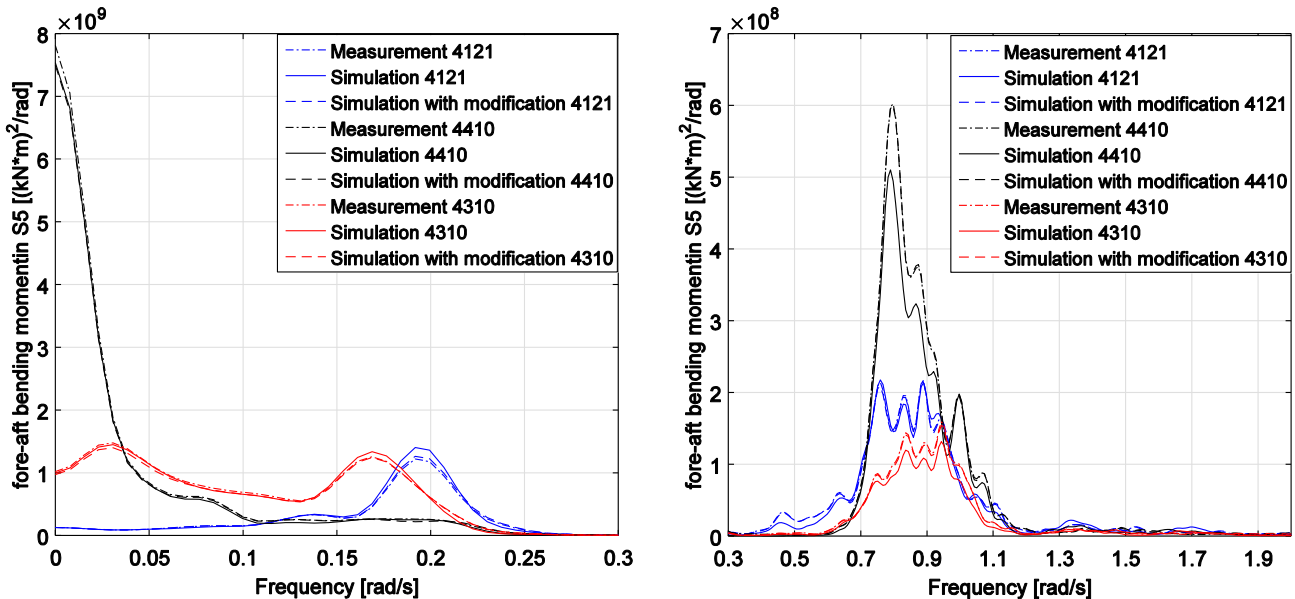 ×10^9
8
7
6
5
4
3
2
1
0
fore-aft bending momentin S5 [(kN*m)^2/rad]
Measurement 4121
Simulation 4121
Simulation with modification 4121
Measurement 4410
Simulation 4410
Simulation with modification 4410
Measurement 4310
Simulation 4310
Simulation with modification 4310
0 0.05 0.1 0.15 0.2 0.25 0.3
Frequency [rad/s]
×10^8
7
6
5
4
3
2
1
0
fore-aft bending momentin S5 [(kN*m)^2/rad]
Measurement 4121
Simulation 4121
Simulation with modification 4121
Measurement 4410
Simulation 4410
Simulation with modification 4410
Measurement 4310
Simulation 4310
Simulation with modification 4310
0.3 0.5 0.7 0.9 1.1 1.3 1.5 1.7 1.9
Frequency [rad/s]